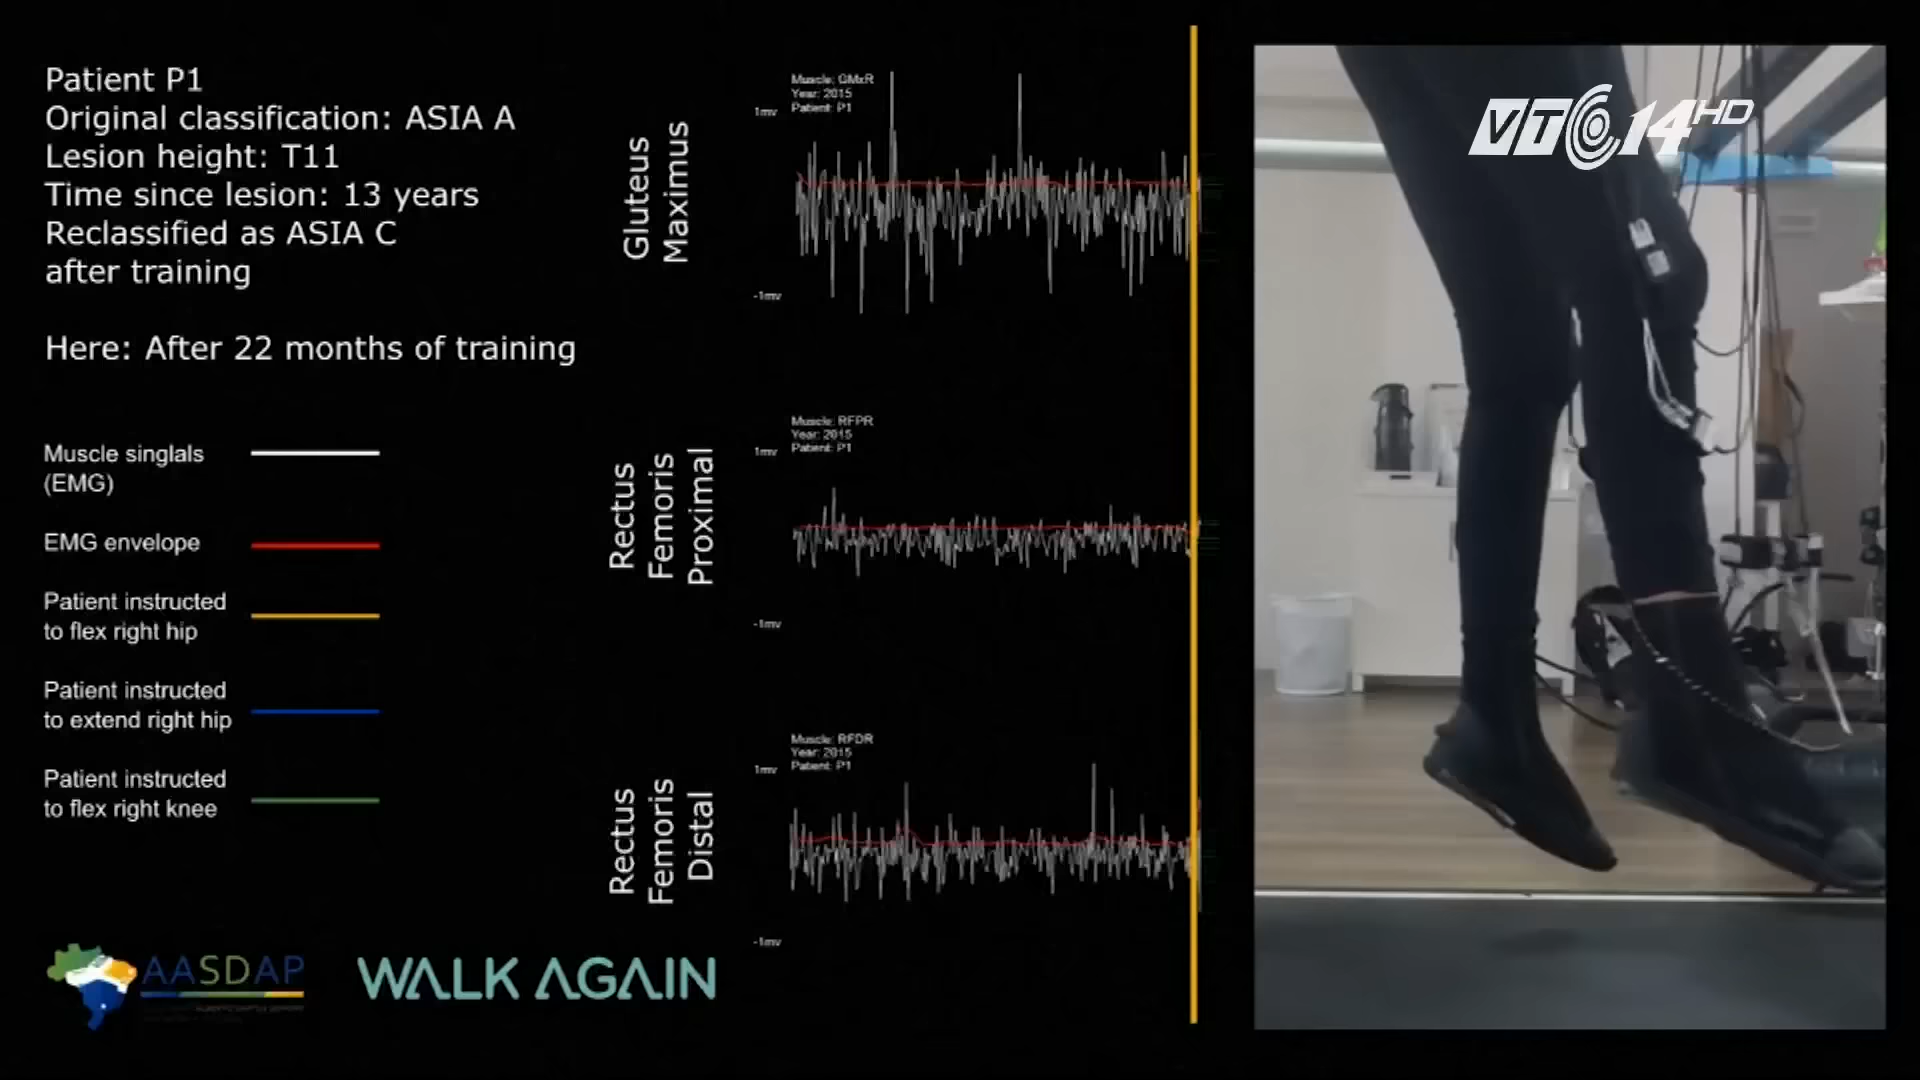 Patient P1
Original classification: ASIA A
Lesion height: T11
Time since lesion: 13 years
Reclassified as ASIA C
after training
Here: After 22 months of training
Muscle singlals
(EMG)
EMG envelope
Patient instructed
to flex right hip
Patient instructed
to extend right hip
Patient instructed
to flex right knee
AASDAP
WALK AGAIN
Gluteus
Maximus
Muscle: GMxR
Year: 2015
Patient: P1
1mv
-1mv
Rectus
Femoris
Proximal
Muscle: RFPR
Year: 2015
Patient: P1
1mv
-1mv
Rectus
Femoris
Distal
Muscle: RFDR
Year: 2015
Patient: P1
1mv
-1mv
VTC14HD